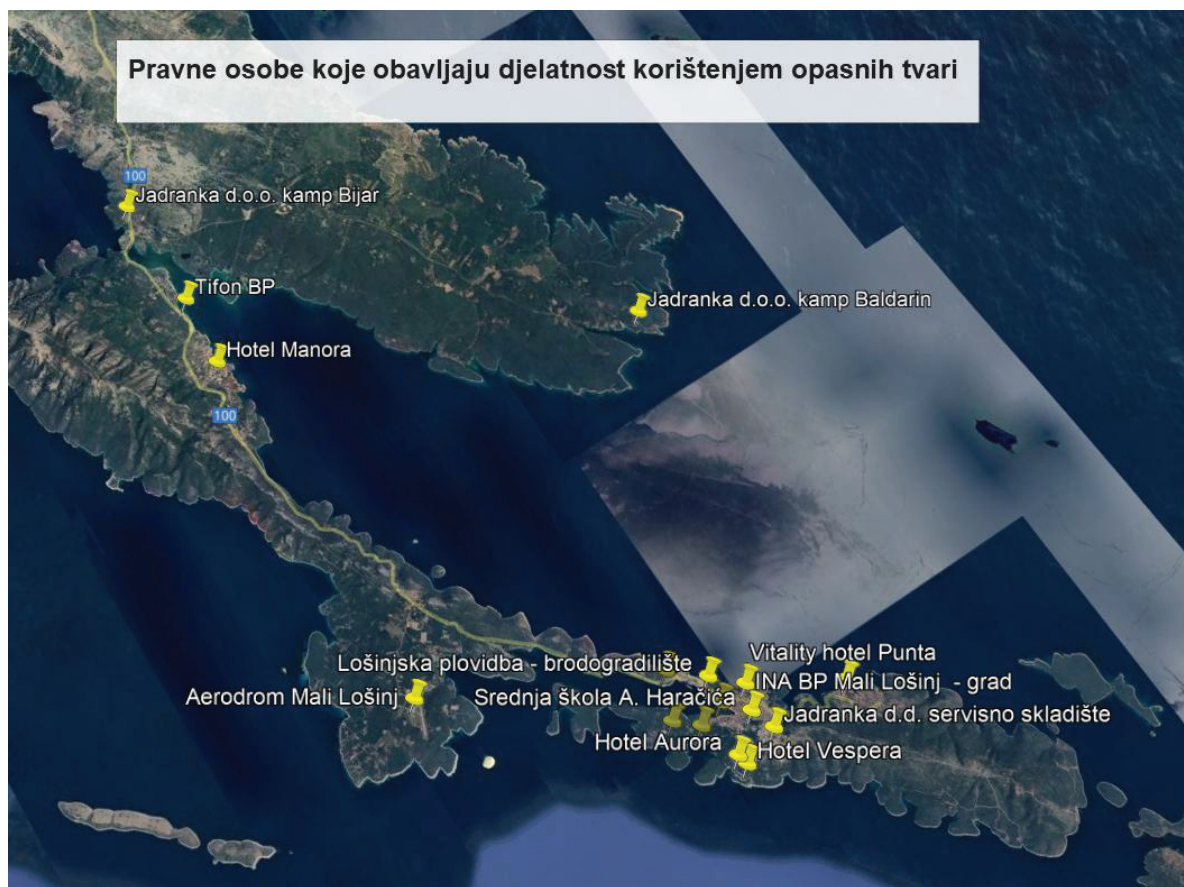 Pravne osobe koje obavljaju djelatnost korištenjem opasnih tvari
100
Jadranka d.o.o. kamp Bijar
Tifon BP
Jadranka d.o.o. kamp Baldarin
Hotel Manora
100
Vitality hotel Punta
Lošinjska plovidba - brodogradilište
INA BP Mali Lošinj - grad
Aerodrom Mali Lošinj
Srednja škola A. Haračića
Jadranka d.d. servisno skladište
Hotel Aurora
Hotel Vespera